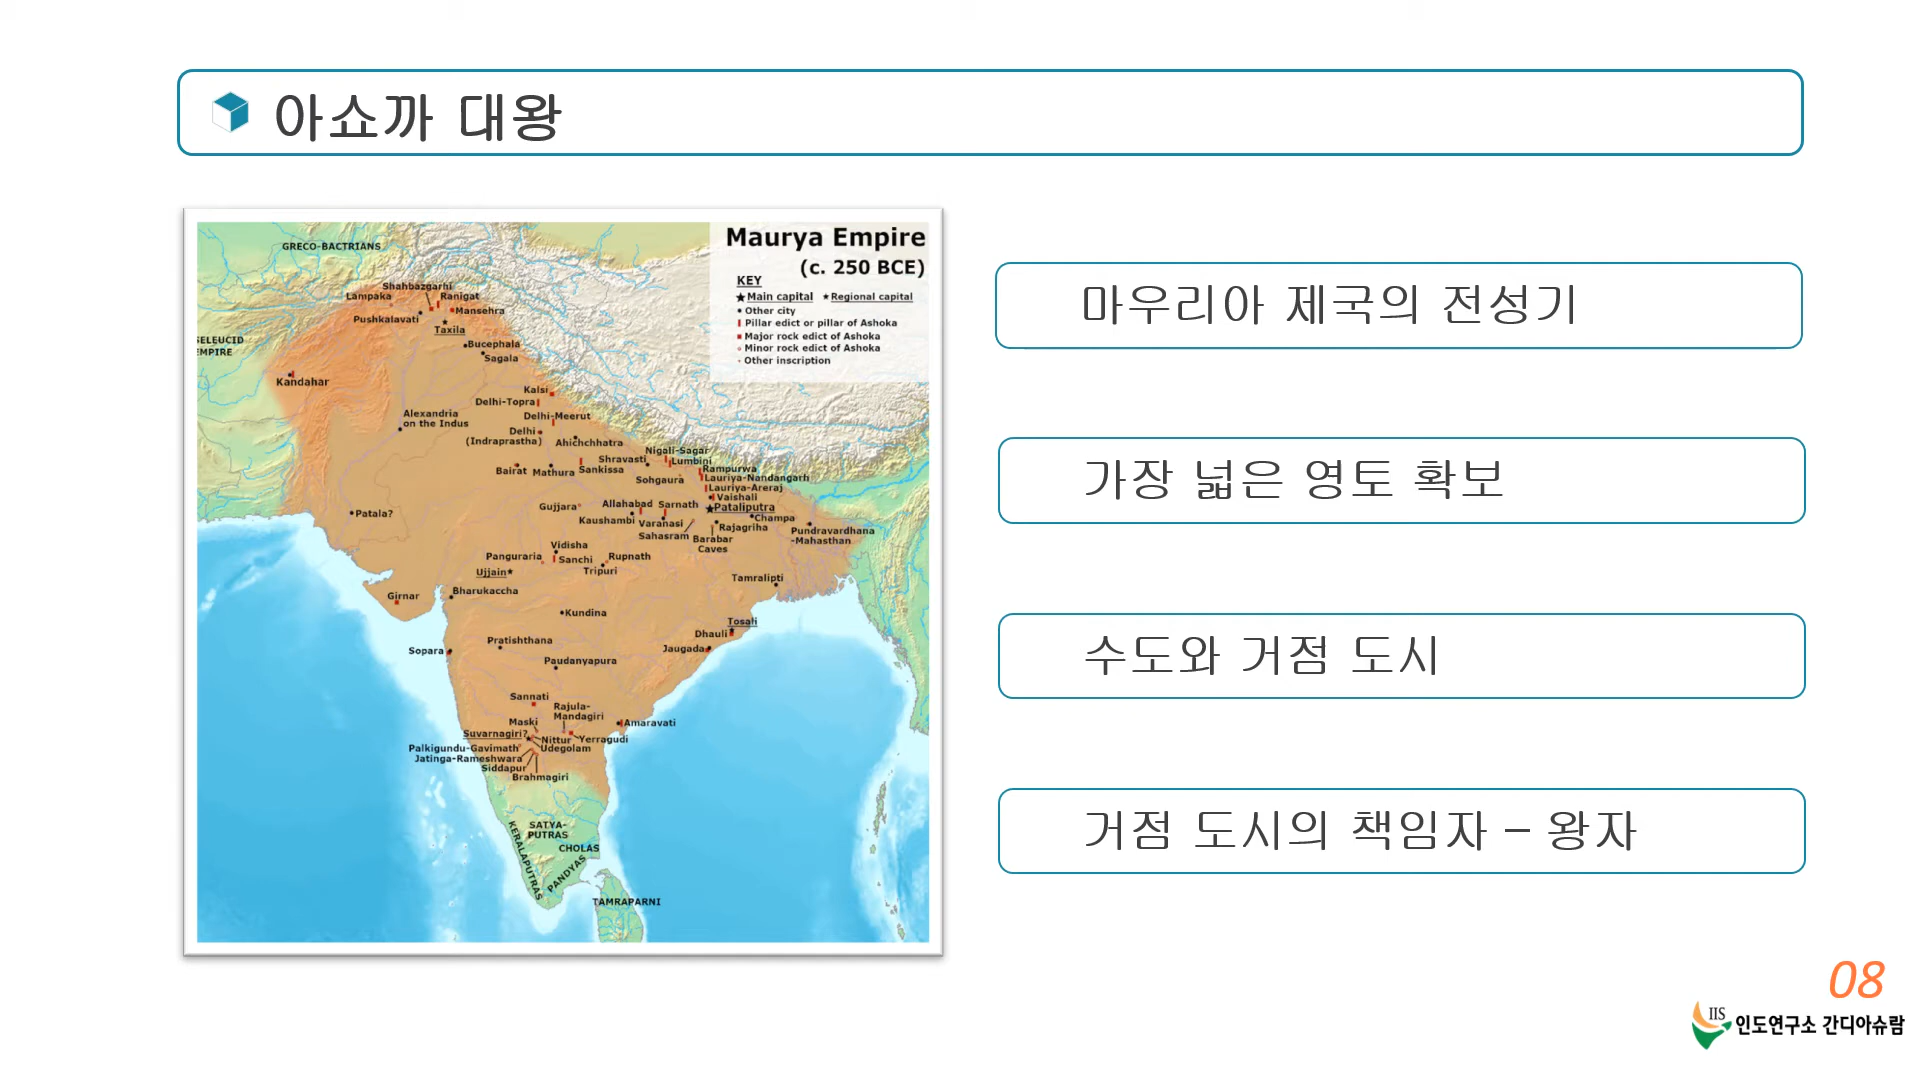 아쇼까 대왕
Maurya Empire
(c. 250 BCE)
KEY
Main capital Regional capital
Other city
Pillar edict or pillar of Ashoka
Major rock edict of Ashoka
Minor rock edict of Ashoka
Other inscription
GRECO-BACTRIANS
Shahbazgarhi
Lampaka
Ranigat
Pushkalavati
Mansehra
Taxila
SELEUCID
EMPIRE
Bucephala
Sagala
Kandahar
Kalsi
Delhi-Topra
Alexandria
on the Indus
Delhi-Meerut
Delhi
(Indraprastha)
Ahichchhatra
Nigali-Sagar
Shravasti
Lumbini
Bairat
Mathura
Sankissa
Rampurwa
Sohgaura
Lauriya-Nandangarh
Lauriya-Areraj
Vaishali
Gujjara
Allahabad
Sarnath
Pataliputra
Patala?
Kaushambi
Varanasi
Champa
Rajagriha
Sahasram
Barabar
Caves
Pundravardhana
-Mahasthan
Vidisha
Panguraria
Sanchi
Rupnath
Ujjain
Tripuri
Tamralipti
Girnar
Bharukaccha
Kundina
Tosali
Dhauli
Pratishthana
Sopara
Jaugada
Paudanyapura
Sannati
Rajula-
Mandagiri
Maski
Amaravati
Suvarnagiri?
Nittur
Yerragudi
Palkigundu-Gavimath
Udegolam
Jatinga-Rameshwara
Siddapur
Brahmagiri
SATYA-
PUTRAS
KERALAPUTRAS
CHOLAS
PANDYAS
TAMRAPARNI
마우리아 제국의 전성기
가장 넓은 영토 확보
수도와 거점 도시
거점 도시의 책임자 – 왕자
08
IIS
인도연구소 간디아슈람